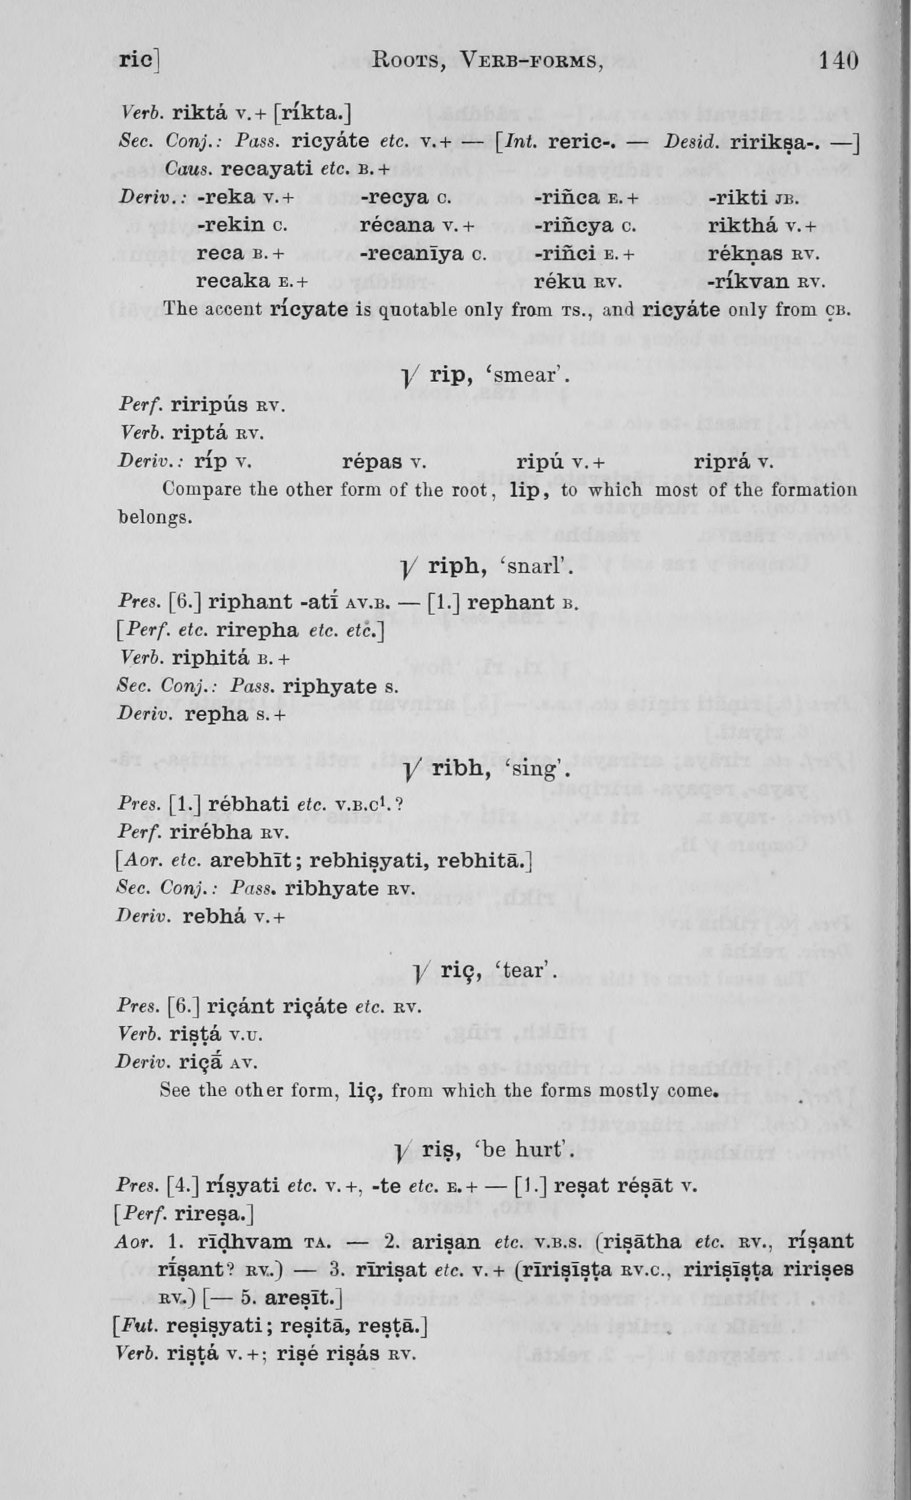 ric] ROOTS, VERB-FORMS, 140
Verb. riktá v.+ [ríkta.]
Sec. Conj.: Pass. ricyáte etc. v.+ — [Int. reric-. — Desid. ririkṣa-. —]
Caus. recayati etc. B.+
Deriv.: -reka v.+ -recya c. -riñca E.+ -rikti JB.
-rekin c. récana v.+ -riñcya c. rikthá v.+
reca B.+ -recanīya c. -riñci E.+ rékṇas RV.
recaka E.+ réku RV. -ríkvan RV.
The accent rícyate is quotable only from TS., and ricyáte only from ÇB.
√ rip, ‘smear’.
Perf. riripús RV.
Verb. riptá RV.
Deriv.: ríp v. répas v. ripú v.+ riprá v.
Compare the other form of the root, lip, to which most of the formation
belongs.
√ riph, ‘snarl’.
Pres. [6.] riphant -atī́ AV.B. — [1.] rephant B.
[Perf. etc. rirepha etc. etc.]
Verb. riphitá B.+
Sec. Conj.: Pass. riphyate s.
Deriv. repha s.+
√ ribh, ‘sing’.
Pres. [1.] rébhati etc. v.B.c¹.?
Perf. rirébha RV.
[Aor. etc. arebhīt; rebhiṣyati, rebhitā.]
Sec. Conj.: Pass. ribhyate RV.
Deriv. rebhá v.+
√ riç, ‘tear’.
Pres. [6.] riçánt riçáte etc. RV.
Verb. riṣṭá v.U.
Deriv. riçā́ AV.
See the other form, liç, from which the forms mostly come.
√ riṣ, ‘be hurt’.
Pres. [4.] ríṣyati etc. v.+, -te etc. E.+ — [1.] reṣat réṣāt v.
[Perf. rireṣa.]
Aor. 1. rīḍhvam TA. — 2. ariṣan etc. v.B.s. (riṣātha etc. RV., ríṣant
rī́ṣant? RV.) — 3. rīriṣat etc. v.+ (rīriṣīṣṭa RV.C., ririṣīṣṭa ririṣes
RV.) [— 5. areṣīt.]
[Fut. reṣiṣyati; reṣitā, reṣṭā.]
Verb. riṣṭá v.+; riṣé riṣás RV.